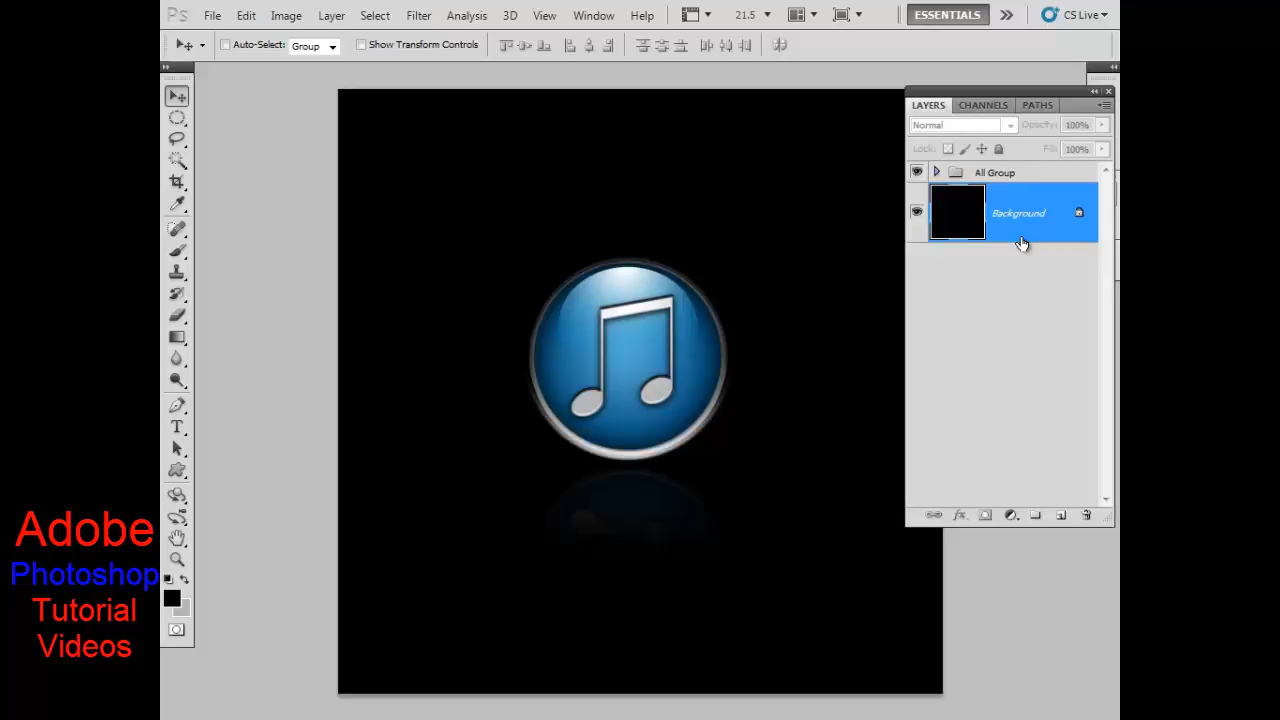 Ps File Edit Image Layer Select Filter Analysis 3D View Window Help 21.5 ESSENTIALS CS Live
Auto-Select: Group Show Transform Controls
LAYERS CHANNELS PATHS
Normal Opacity: 100%
Lock: Fill: 100%
All Group
Background
fx
T
Adobe
Photoshop
Tutorial
Videos